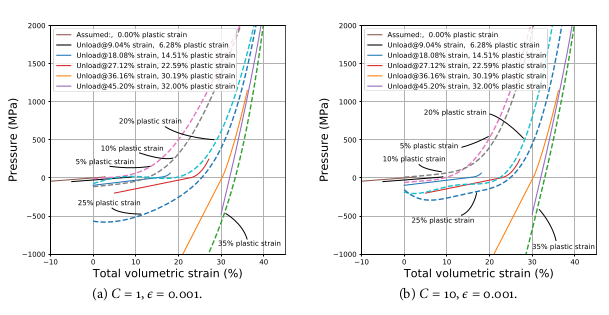 2000
1500
1000
500
0
−500
−1000
Pressure (MPa)
Assumed:, 0.00% plastic strain
Unload@9.04% strain, 6.28% plastic strain
Unload@18.08% strain, 14.51% plastic strain
Unload@27.12% strain, 22.59% plastic strain
Unload@36.16% strain, 30.19% plastic strain
Unload@45.20% strain, 32.00% plastic strain
20% plastic strain
10% plastic strain
5% plastic strain
25% plastic strain
35% plastic strain
−10 0 10 20 30 40
Total volumetric strain (%)
(a) C = 1, ϵ = 0.001.
2000
1500
1000
500
0
−500
−1000
Pressure (MPa)
Assumed:, 0.00% plastic strain
Unload@9.04% strain, 6.28% plastic strain
Unload@18.08% strain, 14.51% plastic strain
Unload@27.12% strain, 22.59% plastic strain
Unload@36.16% strain, 30.19% plastic strain
Unload@45.20% strain, 32.00% plastic strain
20% plastic strain
5% plastic strain
10% plastic strain
25% plastic strain
35% plastic strain
−10 0 10 20 30 40
Total volumetric strain (%)
(b) C = 10, ϵ = 0.001.